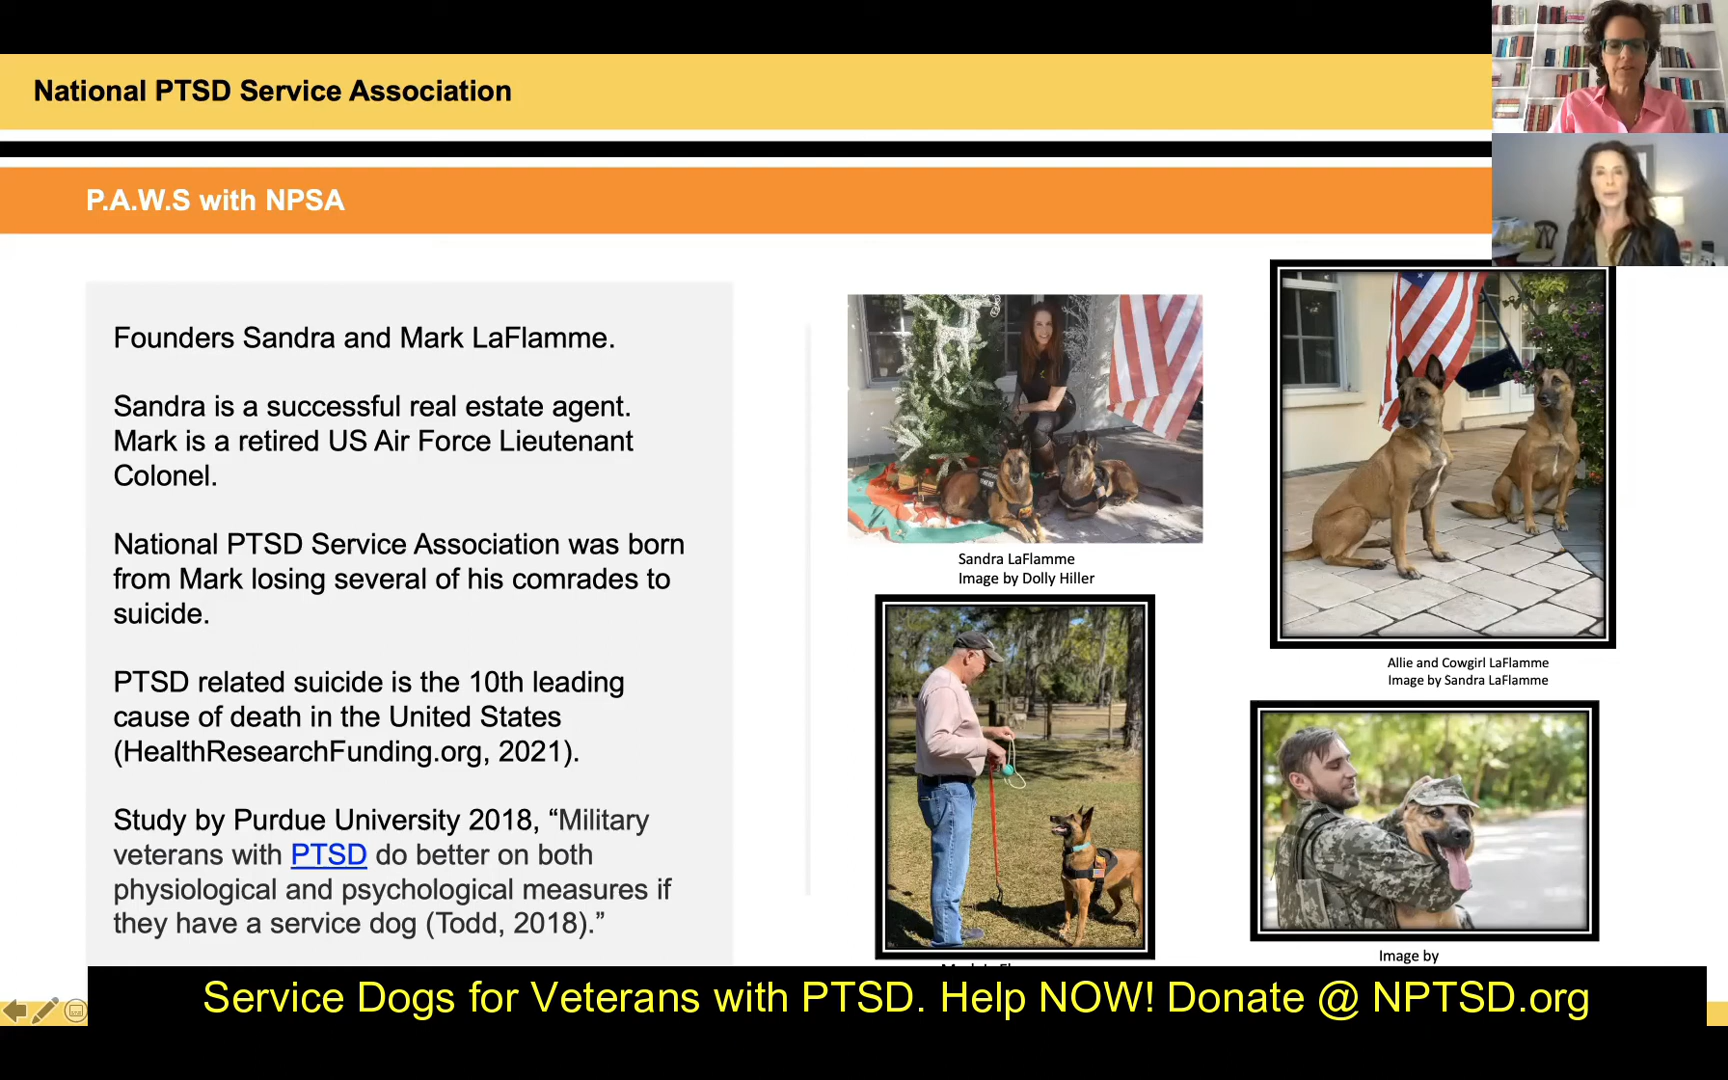 National PTSD Service Association
P.A.W.S with NPSA
Founders Sandra and Mark LaFlamme.
Sandra is a successful real estate agent.
Mark is a retired US Air Force Lieutenant
Colonel.
National PTSD Service Association was born
from Mark losing several of his comrades to
suicide.
PTSD related suicide is the 10th leading
cause of death in the United States
(HealthResearchFunding.org, 2021).
Study by Purdue University 2018, “Military
veterans with PTSD do better on both
physiological and psychological measures if
they have a service dog (Todd, 2018).”
Sandra LaFlamme
Image by Dolly Hiller
Allie and Cowgirl LaFlamme
Image by Sandra LaFlamme
Image by
Service Dogs for Veterans with PTSD. Help NOW! Donate @ NPTSD.org